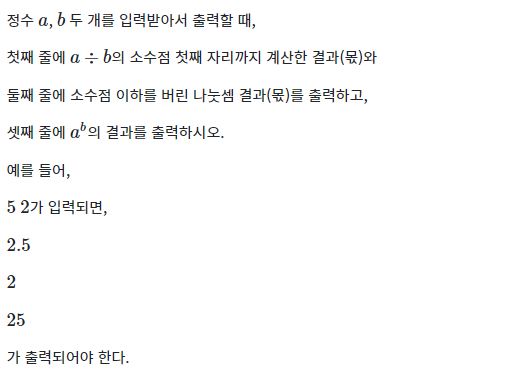 정수 a, b 두 개를 입력받아서 출력할 때,
첫째 줄에 a ÷ b의 소수점 첫째 자리까지 계산한 결과(몫)와
둘째 줄에 소수점 이하를 버린 나눗셈 결과(몫)를 출력하고,
셋째 줄에 a^b의 결과를 출력하시오.
예를 들어,
5 2가 입력되면,
2.5
2
25
가 출력되어야 한다.